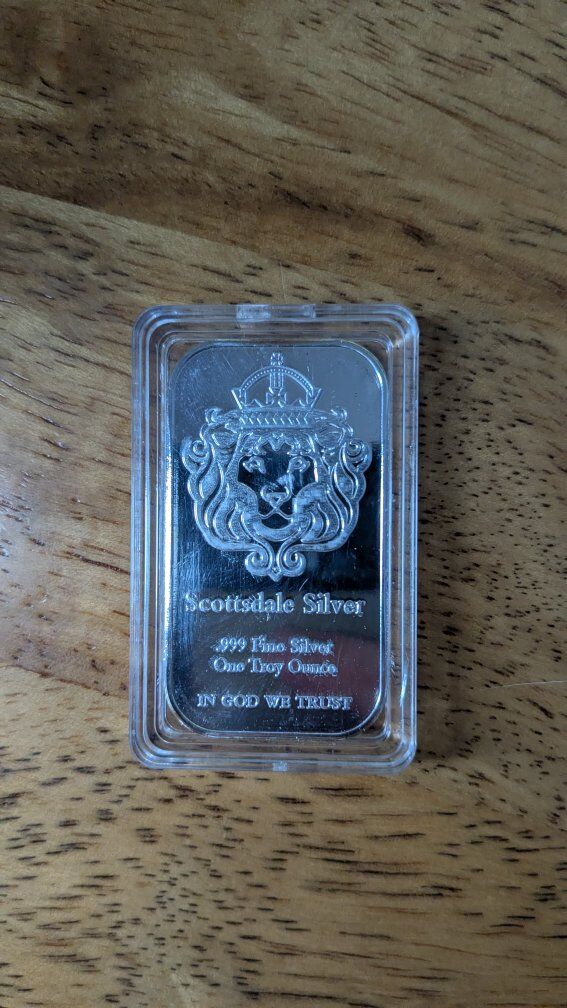 Scottsdale Silver
.999 Fine Silver
One Troy Ounce
IN GOD WE TRUST